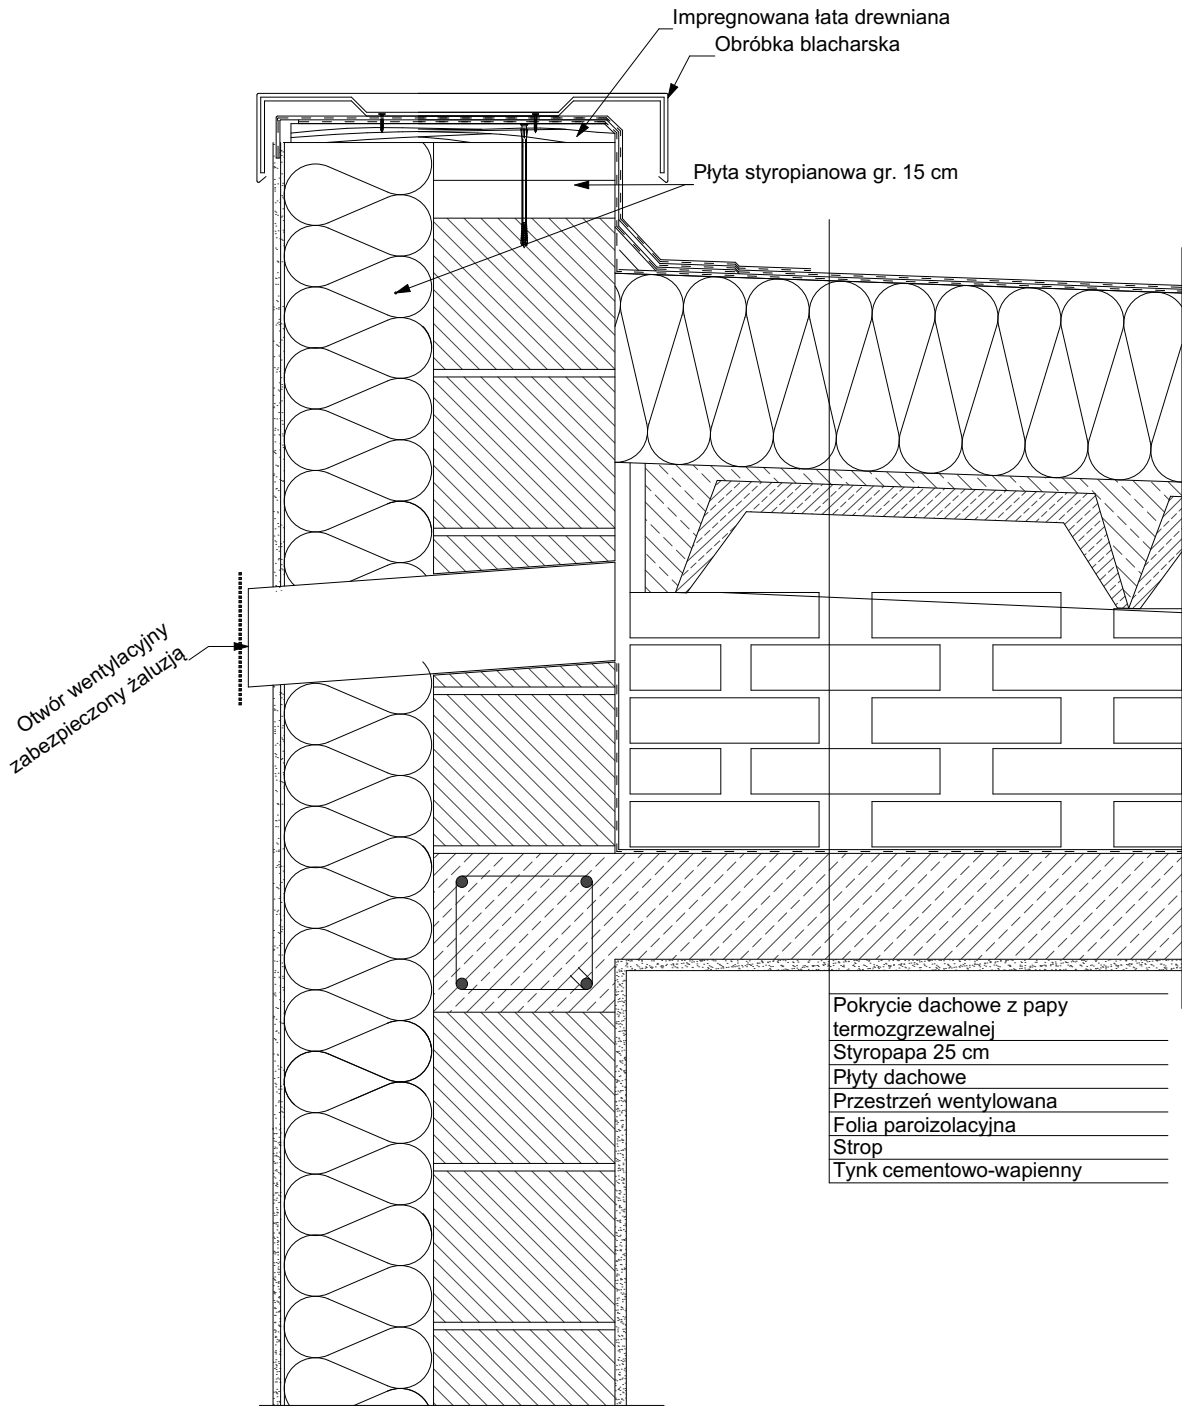 Impregnowana łata drewniana
Obróbka blacharska
Płyta styropianowa gr. 15 cm
Otwór wentylacyjny
zabezpieczony żaluzją
Pokrycie dachowe z papy
termozgrzewalnej
Styropapa 25 cm
Płyty dachowe
Przestrzeń wentylowana
Folia paroizolacyjna
Strop
Tynk cementowo-wapienny